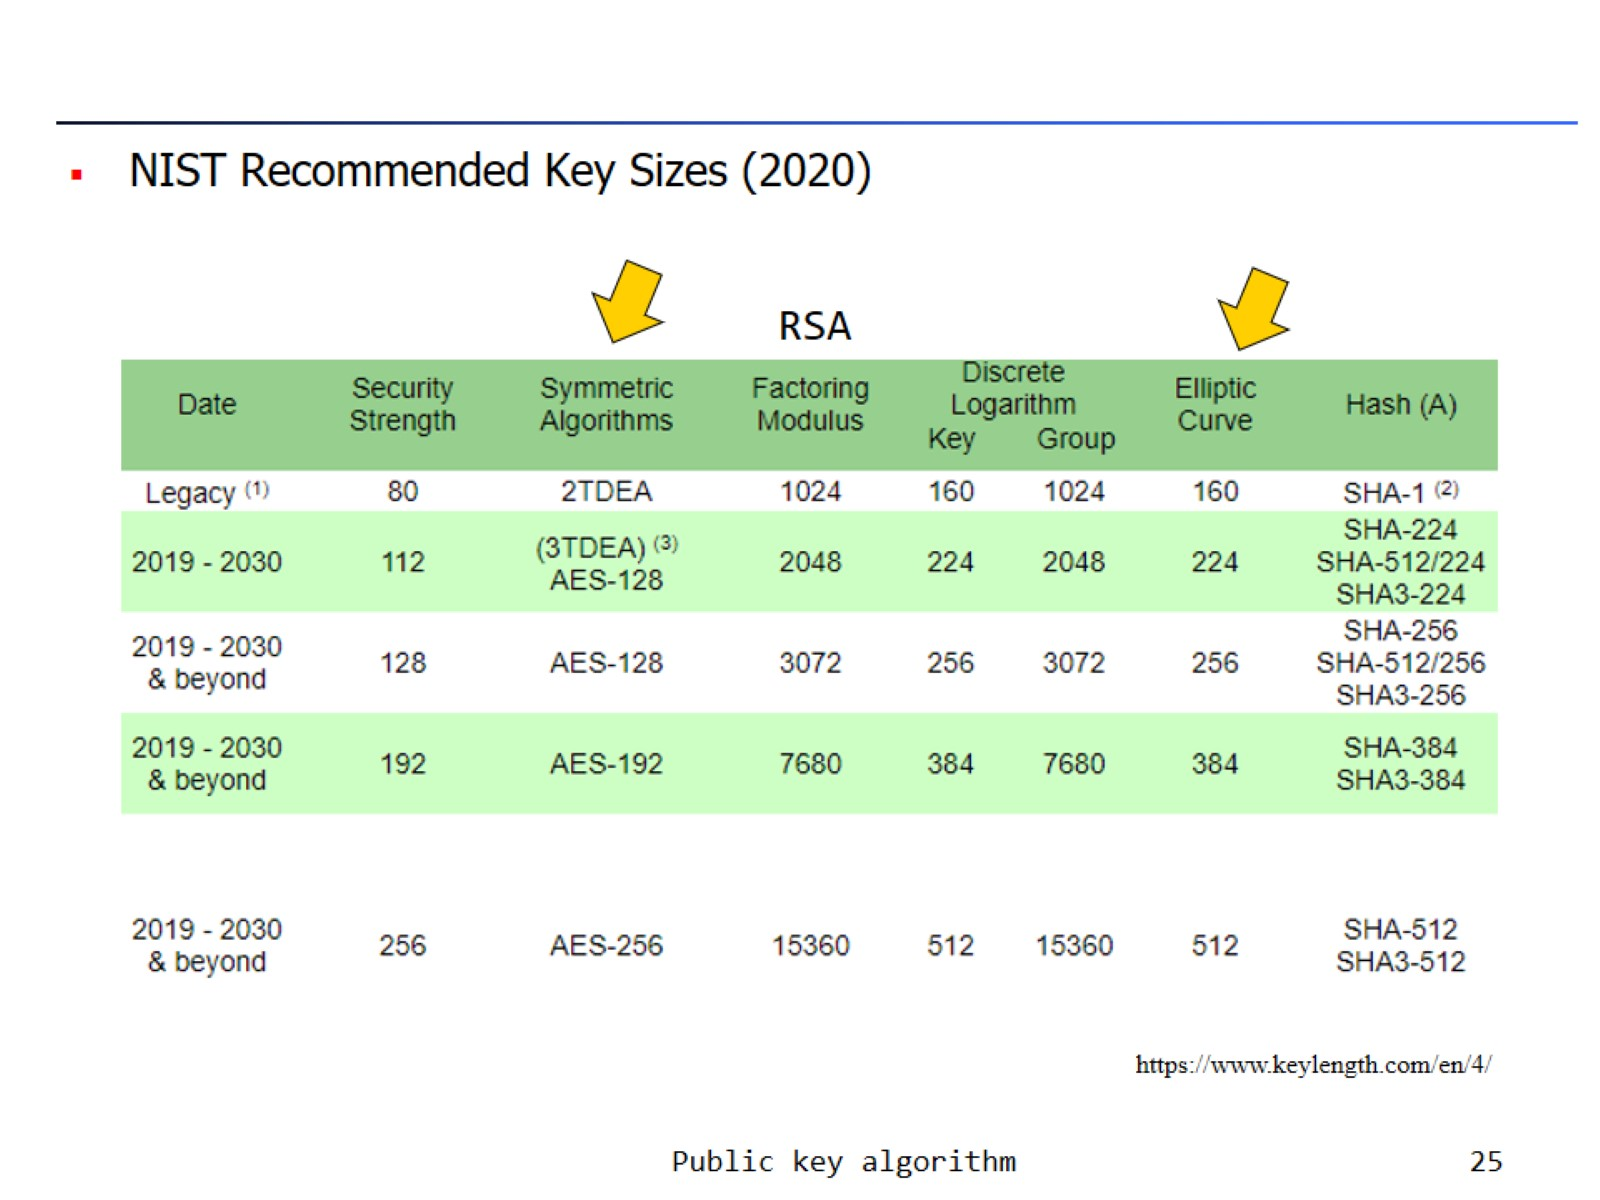 ▪ NIST Recommended Key Sizes (2020)
RSA
Date Security Strength Symmetric Algorithms Factoring Modulus Discrete Logarithm Key Group Elliptic Curve Hash (A)
Legacy (1) 80 2TDEA 1024 160 1024 160 SHA-1 (2)
2019 - 2030 112 (3TDEA) (3) AES-128 2048 224 2048 224 SHA-224 SHA-512/224 SHA3-224
2019 - 2030 & beyond 128 AES-128 3072 256 3072 256 SHA-256 SHA-512/256 SHA3-256
2019 - 2030 & beyond 192 AES-192 7680 384 7680 384 SHA-384 SHA3-384
2019 - 2030 & beyond 256 AES-256 15360 512 15360 512 SHA-512 SHA3-512
https://www.keylength.com/en/4/
Public key algorithm
25